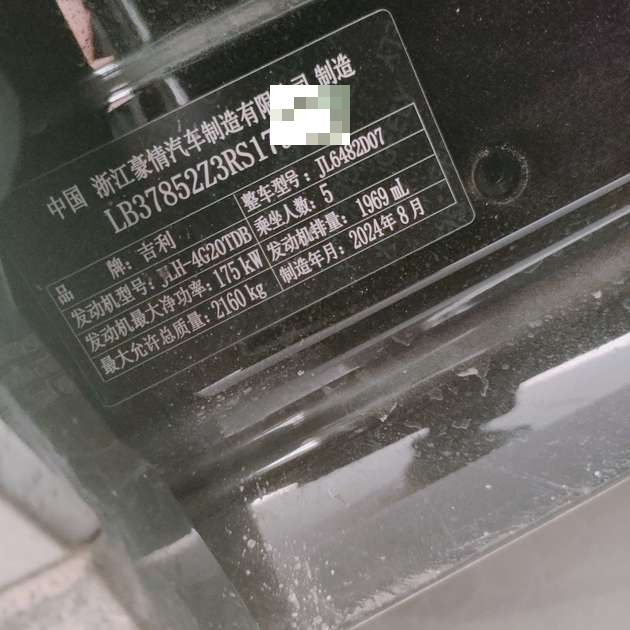 中国 浙江豪情汽车制造有限公司 制造
LB37852Z3RS17
品牌：吉利
整车型号：JL6482D07
发动机型号：JLH-4G20TDB
乘坐人数：5
发动机最大净功率：175 kW
发动机排量：1969 mL
最大允许总质量：2160 kg
制造年月：2024年8月